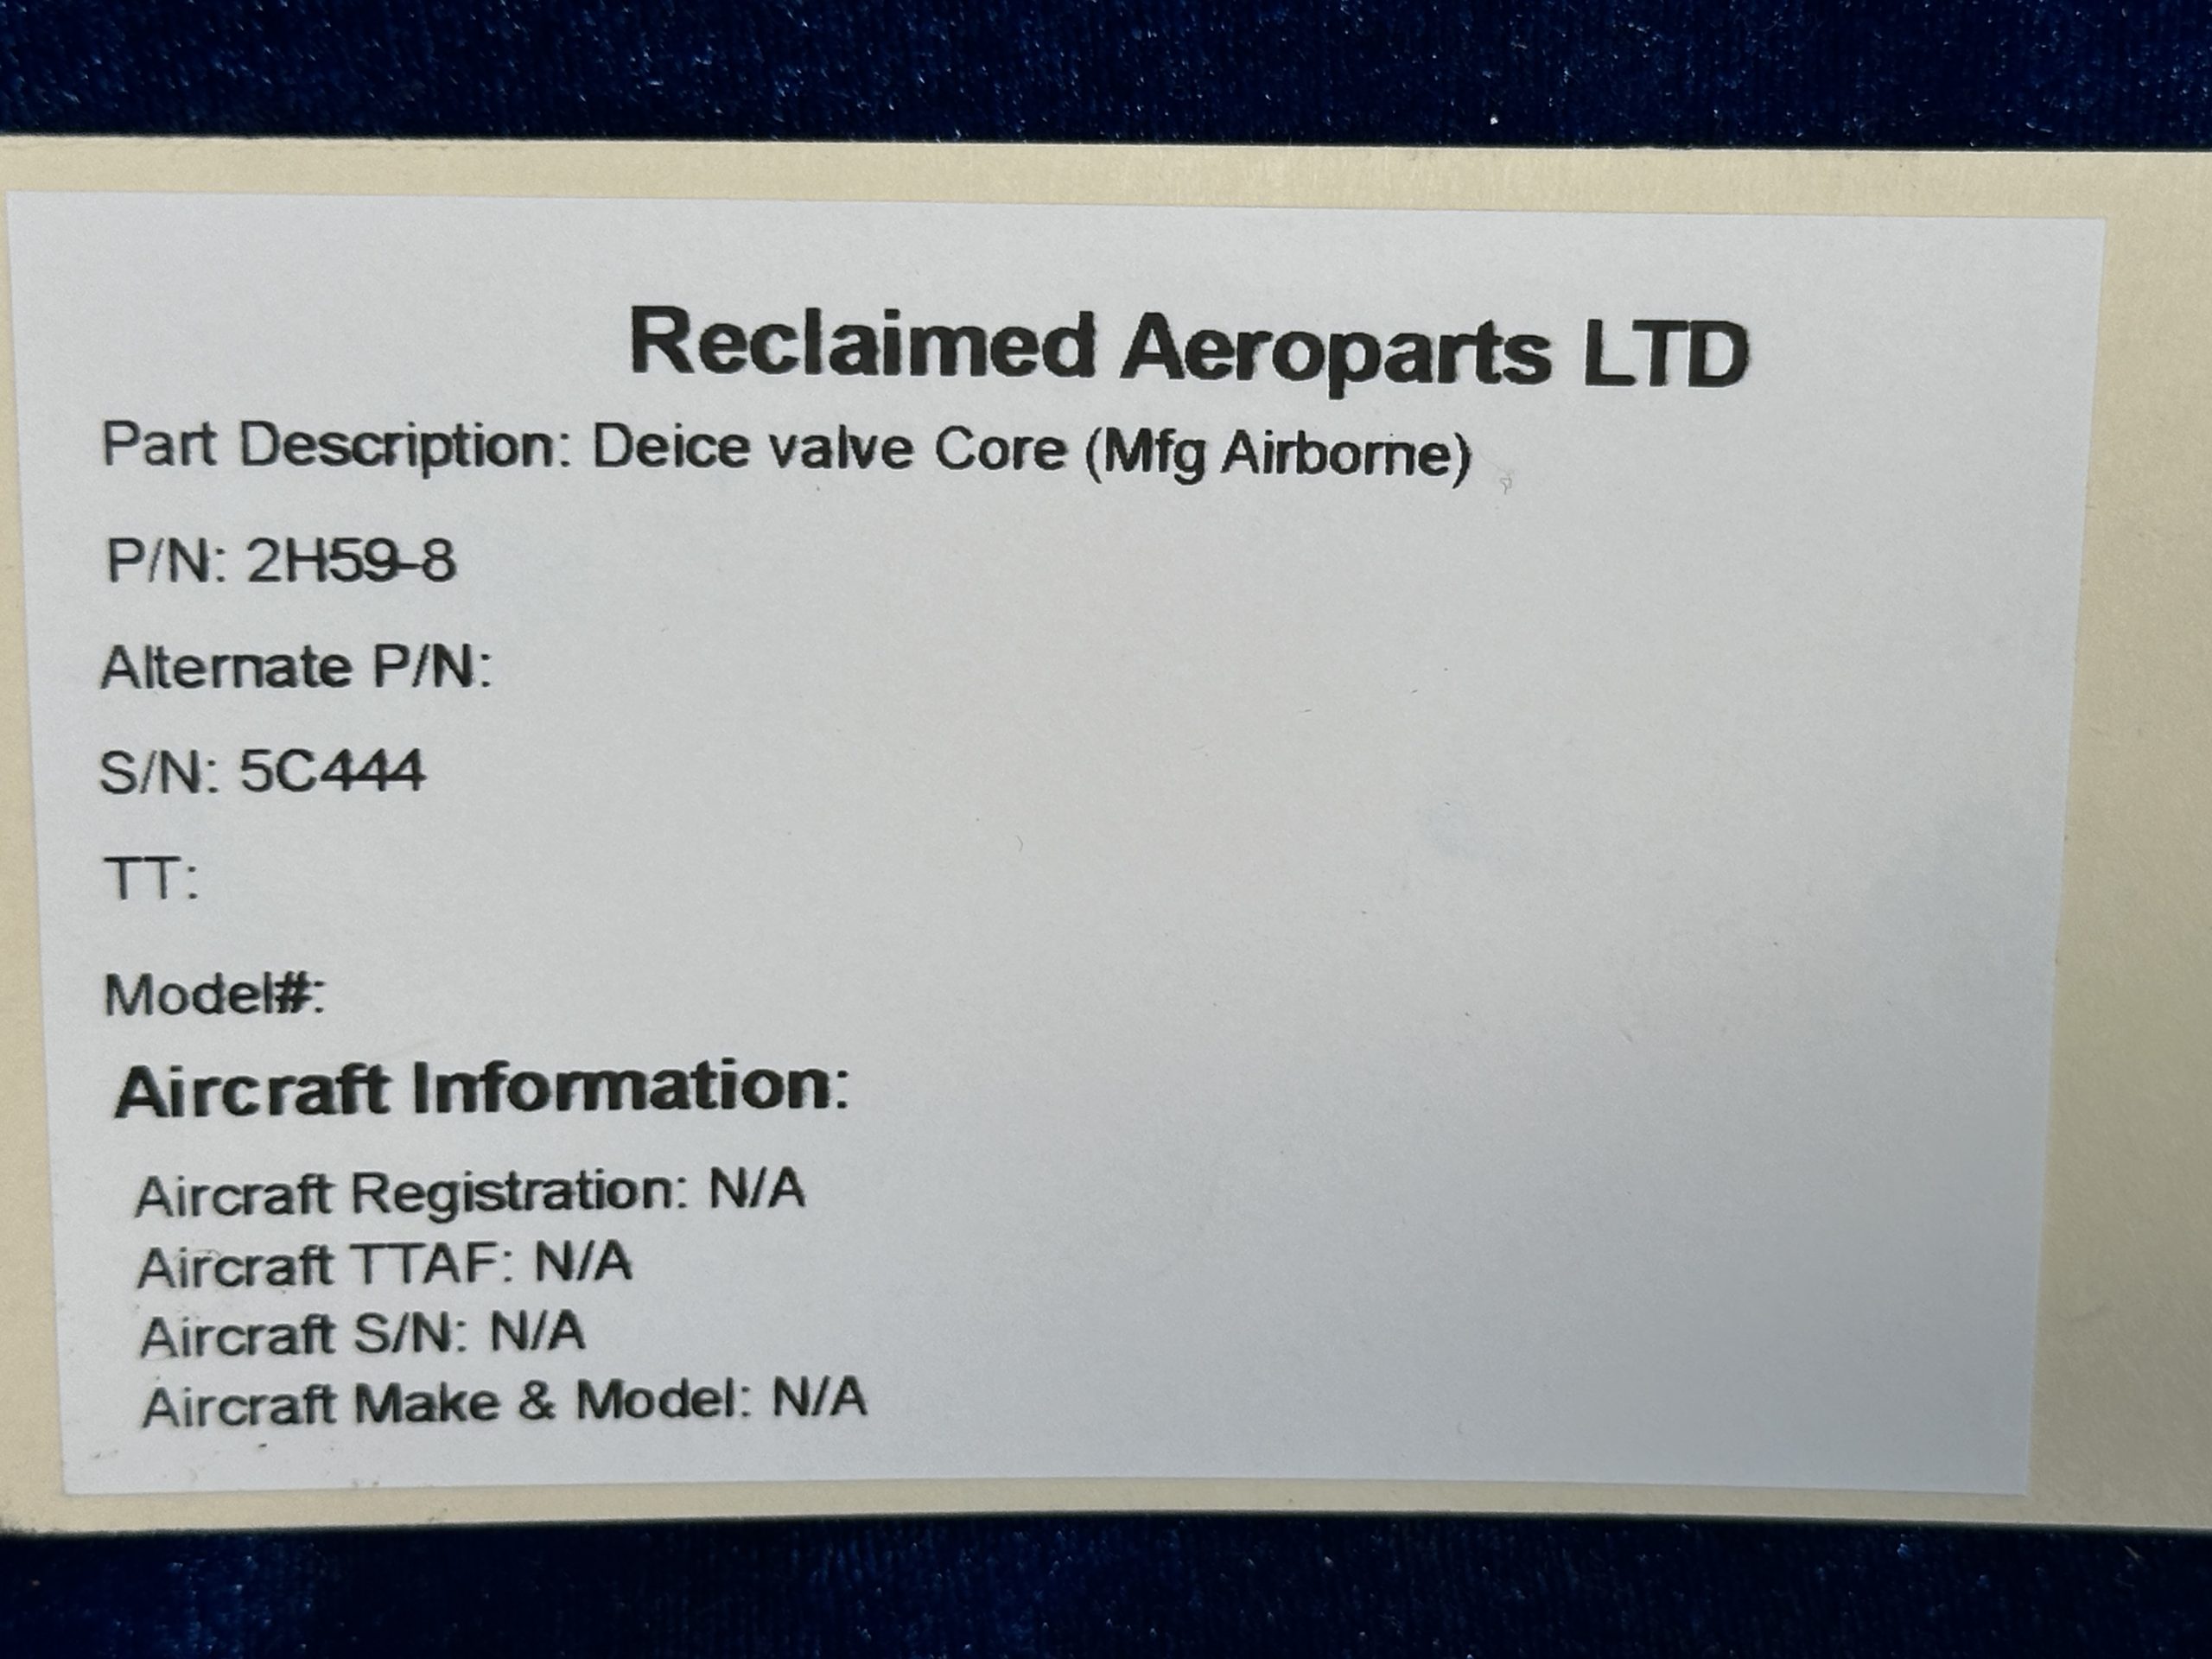 Reclaimed Aeroparts LTD
Part Description: Deice valve Core (Mfg Airborne)
P/N: 2H59-8
Alternate P/N:
S/N: 5C444
TT:
Model#:
Aircraft Information:
Aircraft Registration: N/A
Aircraft TTAF: N/A
Aircraft S/N: N/A
Aircraft Make & Model: N/A